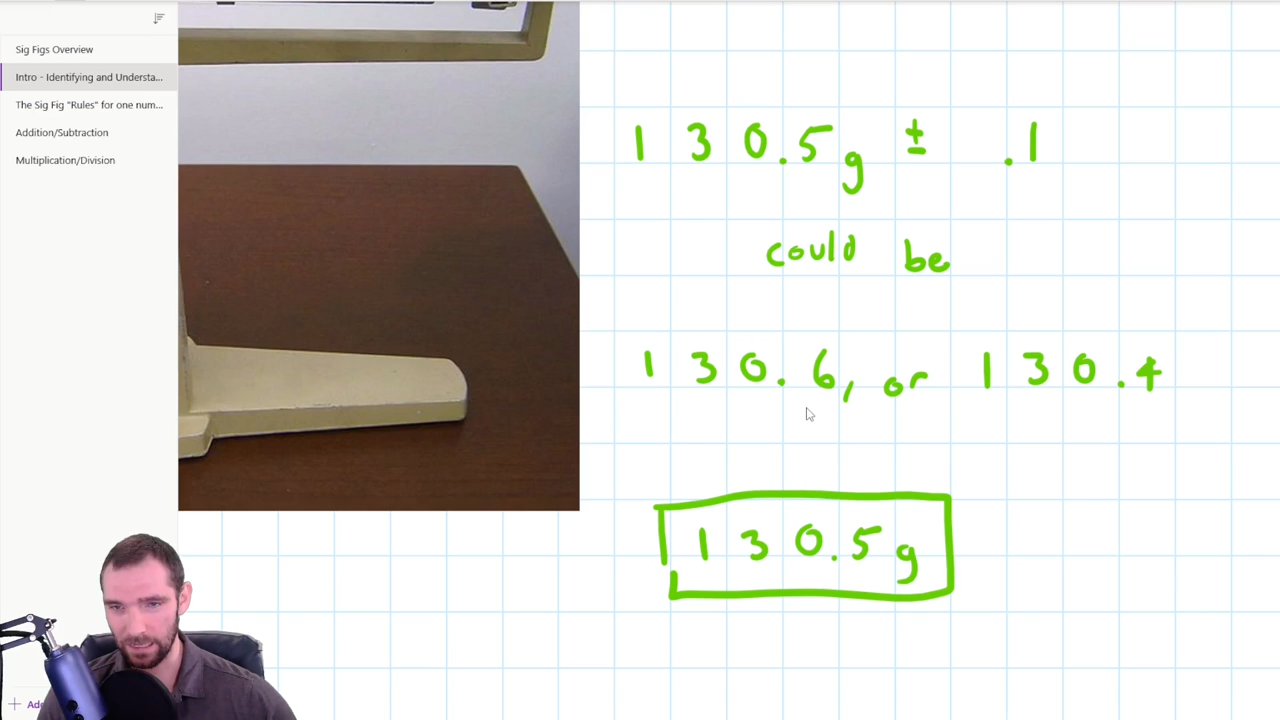 Sig Figs Overview
Intro - Identifying and Understa...
The Sig Fig "Rules" for one num...
Addition/Subtraction
Multiplication/Division
130.5g ± .1
could be
130.6, or 130.4
130.5g